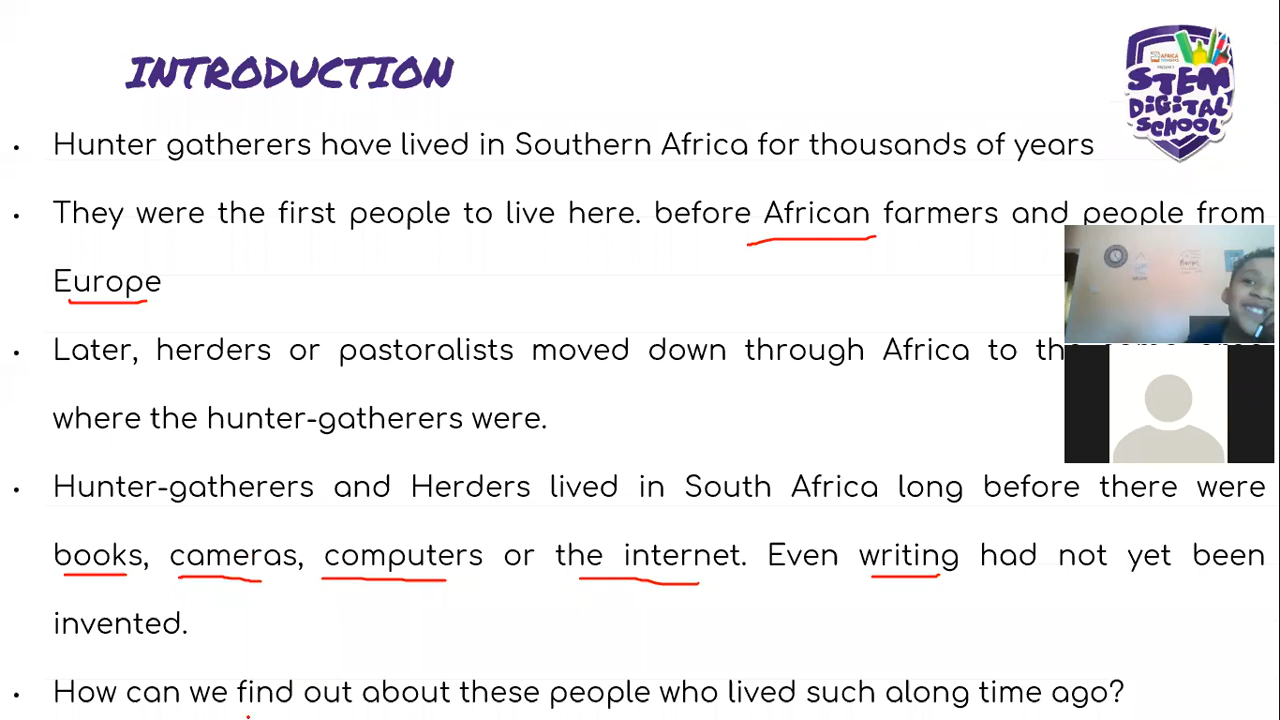 INTRODUCTION
STEM
DIGITAL
SCHOOL
• Hunter gatherers have lived in Southern Africa for thousands of years
• They were the first people to live here. before African farmers and people from
Europe
• Later, herders or pastoralists moved down through Africa to the
where the hunter-gatherers were.
• Hunter-gatherers and Herders lived in South Africa long before there were
books, cameras, computers or the internet. Even writing had not yet been
invented.
• How can we find out about these people who lived such along time ago?